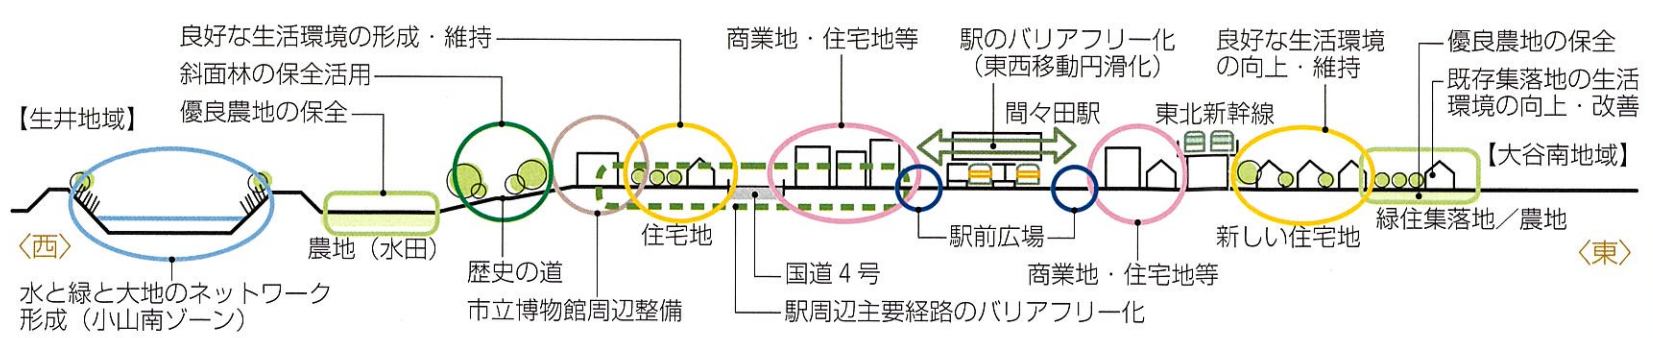 良好な生活環境の形成・維持
斜面林の保全活用
優良農地の保全
【生井地域】
商業地・住宅地等
駅のバリアフリー化
（東西移動円滑化）
間々田駅
東北新幹線
良好な生活環境
の向上・維持
優良農地の保全
既存集落地の生活
環境の向上・改善
【大谷南地域】
〈西〉
農地（水田）
水と緑と大地のネットワーク
形成（小山南ゾーン）
歴史の道
市立博物館周辺整備
住宅地
国道４号
駅周辺主要経路のバリアフリー化
駅前広場
商業地・住宅地等
新しい住宅地
緑住集落地／農地
〈東〉